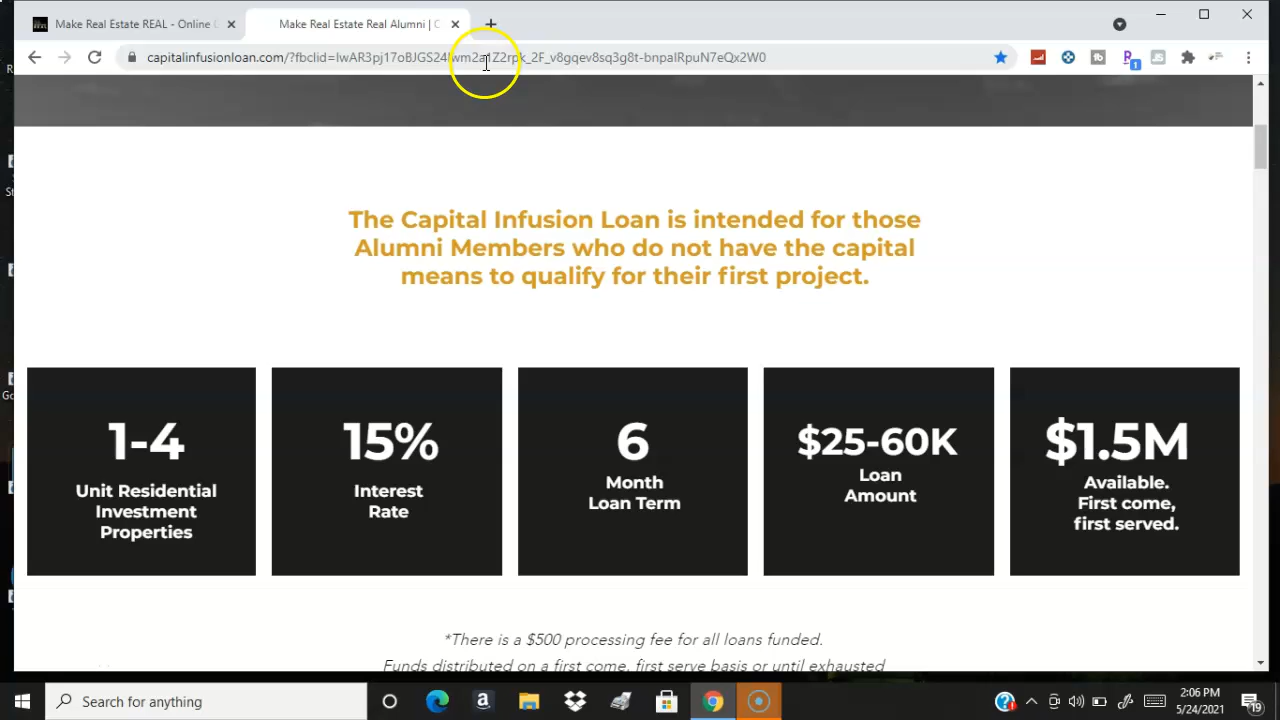 Make Real Estate REAL - Online
Make Real Estate Real Alumni | C
capitalinfusionloan.com/?fbclid=IwAR3pj17oBJGS24Iwm2a1Z2rpk_2F_v8gqev8sq3g8t-bnpaIRpuN7eQx2W0
The Capital Infusion Loan is intended for those
Alumni Members who do not have the capital
means to qualify for their first project.
1-4
Unit Residential
Investment
Properties
15%
Interest
Rate
6
Month
Loan Term
$25-60K
Loan
Amount
$1.5M
Available.
First come,
first served.
*There is a $500 processing fee for all loans funded.
Funds distributed on a first come, first serve basis or until exhausted
Search for anything
2:06 PM
5/24/2021
19